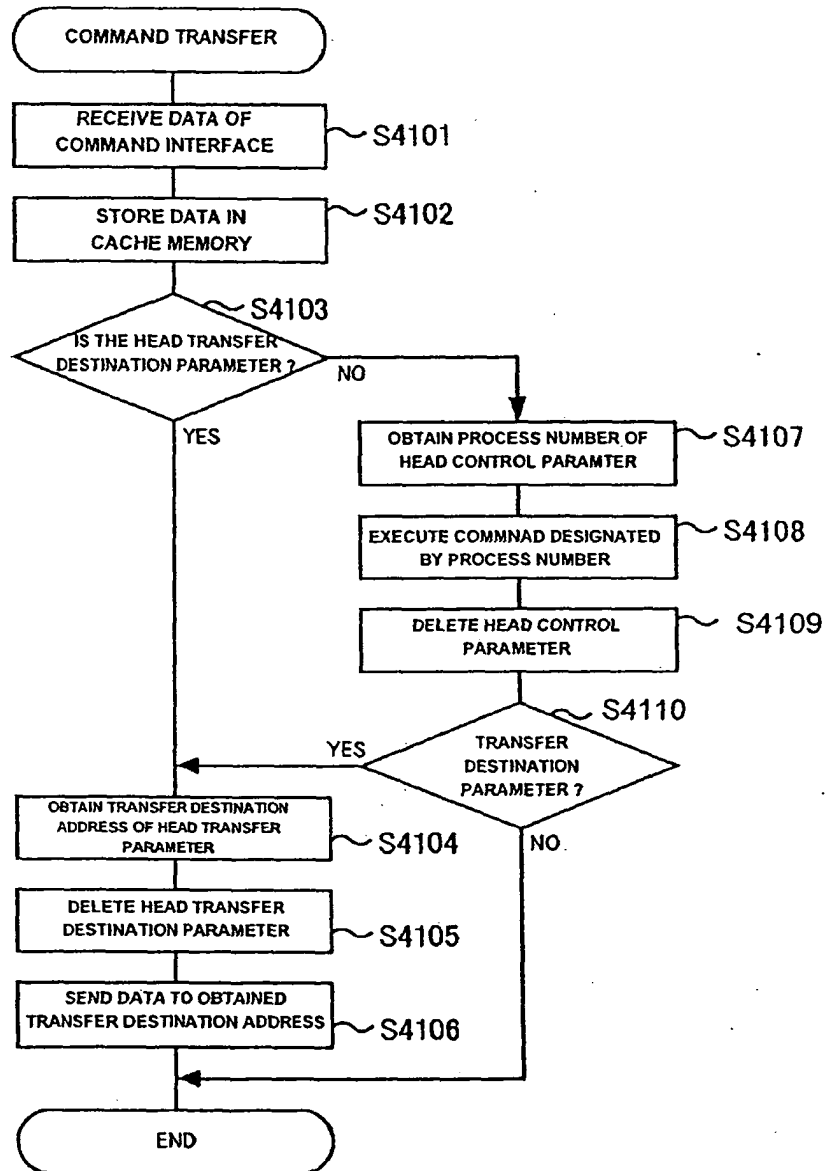 COMMAND TRANSFER
RECEIVE DATA OF
COMMAND INTERFACE
S4101
STORE DATA IN
CACHE MEMORY
S4102
S4103
IS THE HEAD TRANSFER
DESTINATION PARAMETER ?
NO
YES
OBTAIN PROCESS NUMBER OF
HEAD CONTROL PARAMTER
S4107
EXECUTE COMMNAD DESIGNATED
BY PROCESS NUMBER
S4108
DELETE HEAD CONTROL
PARAMETER
S4109
S4110
TRANSFER
DESTINATION
PARAMETER ?
YES
NO
OBTAIN TRANSFER DESTINATION
ADDRESS OF HEAD TRANSFER
PARAMETER
S4104
DELETE HEAD TRANSFER
DESTINATION PARAMETER
S4105
SEND DATA TO OBTAINED
TRANSFER DESTINATION ADDRESS
S4106
END